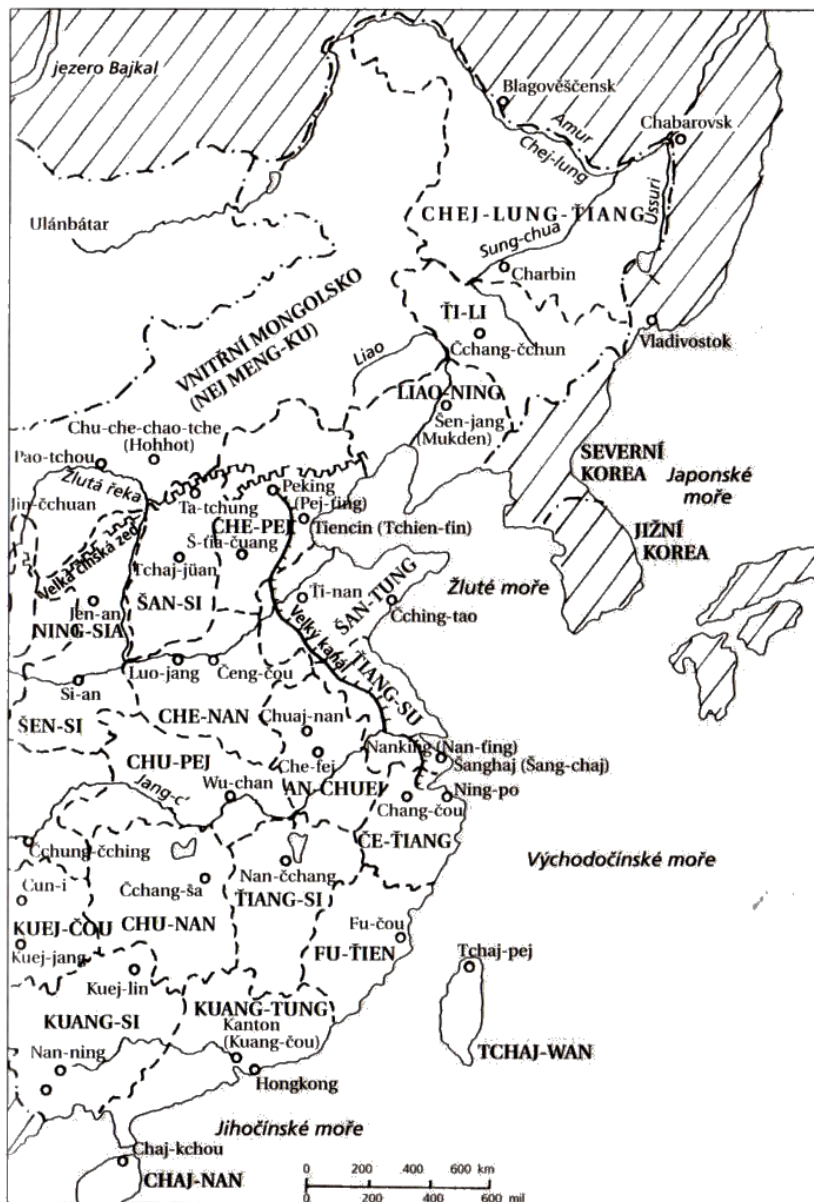 jezero Bajkal
Blagověščensk
Amur
Chabarovsk
Chej-lung
Ussuri
Ulánbátar
CHEJ-LUNG-ŤIANG
Sung-chua
Charbin
VNITŘNÍ MONGOLSKO
(NEJ MENG-KU)
ŤI-LI
Čchang-čchun
Vladivostok
Liao
LIAO-NING
Šen-jang
(Mukden)
Chu-che-chao-tche
(Hohhot)
Pao-tchou
Žlutá řeka
SEVERNÍ
KOREA
Japonské
moře
JIŽNÍ
KOREA
Jin-čchuan
Ta-tchung
Peking
(Pej-ťing)
CHE-PEJ
Tiencin (Tchien-ťin)
Velká čínská zeď
Š-ťia-čuang
Tchaj-jüan
ŠAN-SI
Ťi-nan
ŠAN-TUNG
Žluté moře
Čching-tao
Jen-an
NING-SIA
Velký kanál
ŤIANG-SU
Luo-jang
Čeng-čou
Si-an
ŠEN-SI
CHE-NAN
Chuaj-nan
Nanking (Nan-ťing)
Che-fej
Šanghaj (Šang-chaj)
CHU-PEJ
Jang-c'
Wu-chan
AN-CHUEJ
Ning-po
Chang-čou
ČE-ŤIANG
Čchung-čching
Východočínské moře
Nan-čchang
Cun-i
Čchang-ša
ŤIANG-SI
KUEJ-ČOU
CHU-NAN
Fu-čou
FU-ŤIEN
Kuej-jang
Tchaj-pej
Kuej-lin
KUANG-TUNG
KUANG-SI
Kanton
(Kuang-čou)
TCHAJ-WAN
Nan-ning
Hongkong
Jihočínské moře
Chaj-kchou
CHAJ-NAN
0 200 400 600 km
0 200 400 600 mil